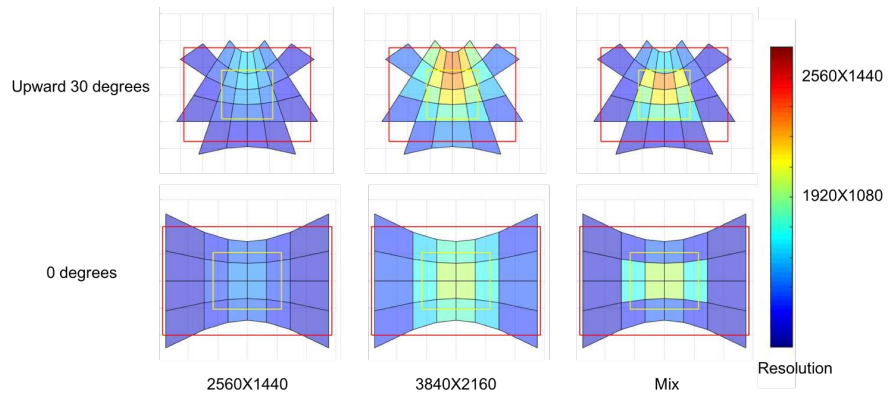 2560X1440
Upward 30 degrees
1920X1080
0 degrees
Resolution
2560X1440
3840X2160
Mix